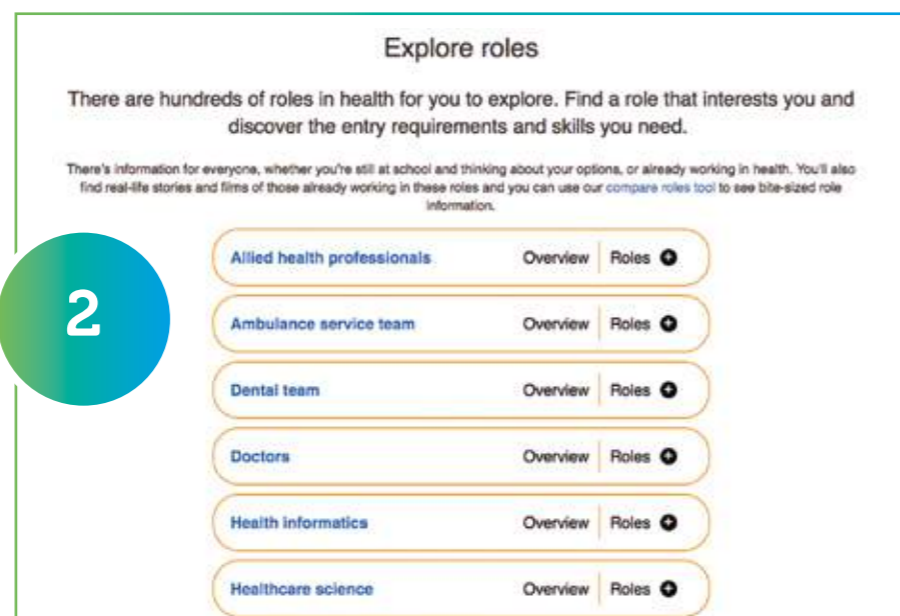 Explore roles
There are hundreds of roles in health for you to explore. Find a role that interests you and
discover the entry requirements and skills you need.
There's information for everyone, whether you're still at school and thinking about your options, or already working in health. You'll also
find real-life stories and films of those already working in these roles and you can use our compare roles tool to see bite-sized role
information.
2
Allied health professionals Overview Roles
Ambulance service team Overview Roles
Dental team Overview Roles
Doctors Overview Roles
Health informatics Overview Roles
Healthcare science Overview Roles